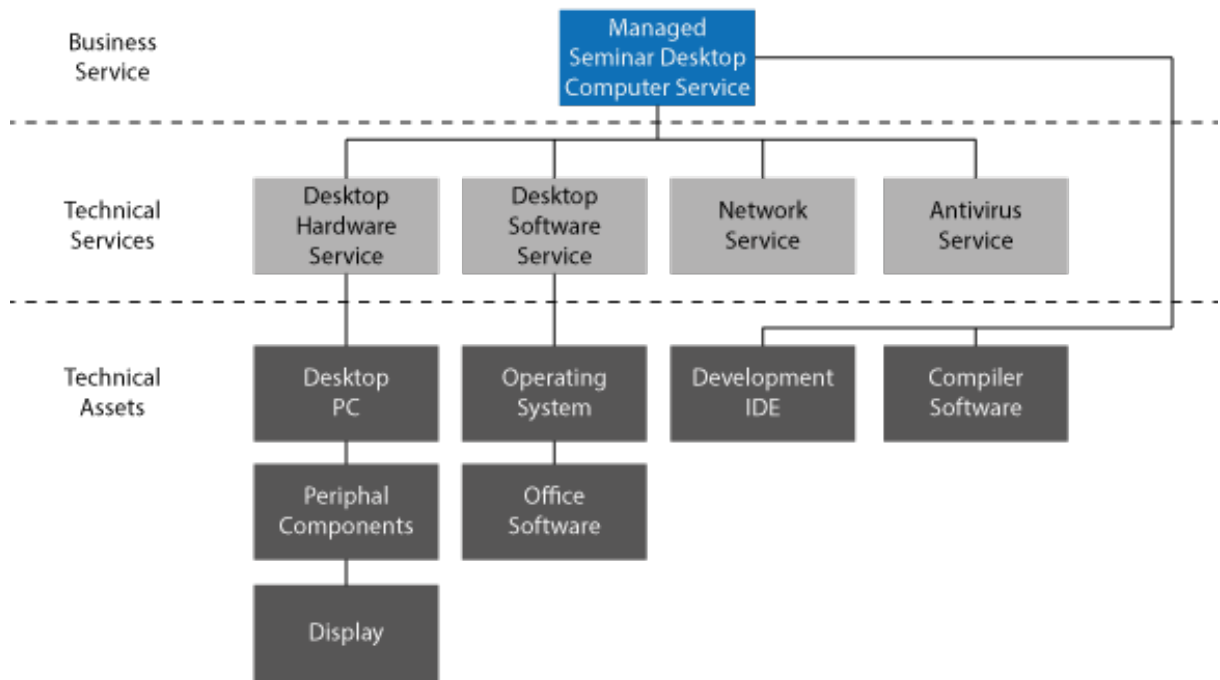 Business
Service
Managed
Seminar Desktop
Computer Service
Technical
Services
Desktop
Hardware
Service
Desktop
Software
Service
Network
Service
Antivirus
Service
Technical
Assets
Desktop
PC
Operating
System
Development
IDE
Compiler
Software
Periphal
Components
Office
Software
Display